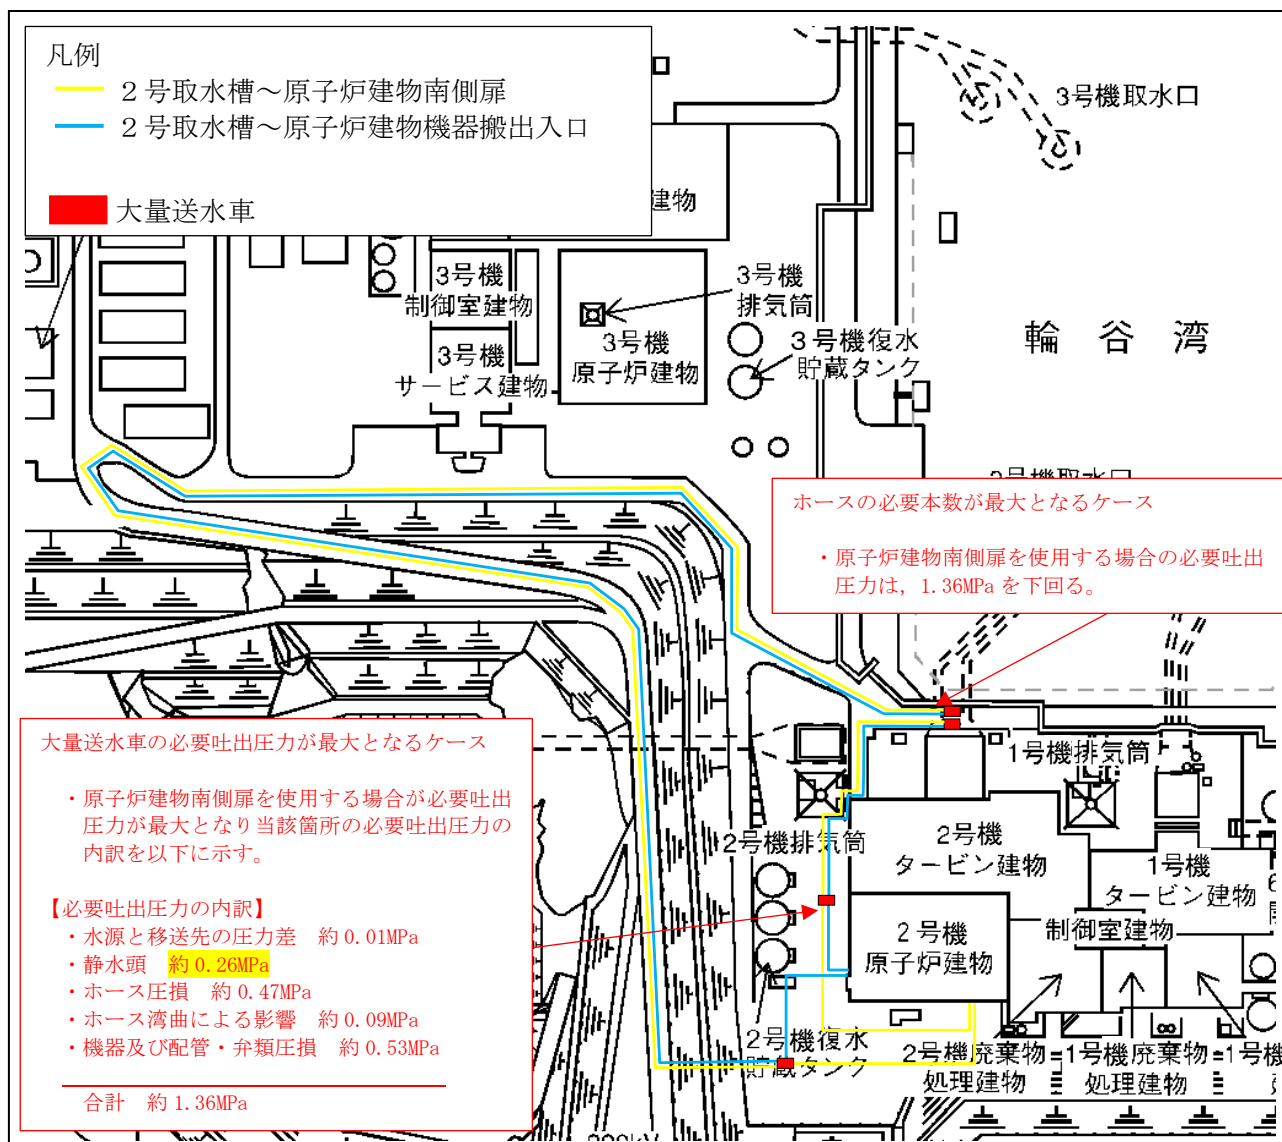 凡例
２号取水槽～原子炉建物南側扉
２号取水槽～原子炉建物機器搬出入口
大量送水車
3号機取水口
建物
3号機
制御室建物
3号機
排気筒
3号機
原子炉建物
3号機復水
貯蔵タンク
3号機
サービス建物
輪谷湾
ホースの必要本数が最大となるケース
・原子炉建物南側扉を使用する場合の必要吐出
圧力は，1.36MPaを下回る。
大量送水車の必要吐出圧力が最大となるケース
・原子炉建物南側扉を使用する場合が必要吐出
圧力が最大となり当該箇所の必要吐出圧力の
内訳を以下に示す。
【必要吐出圧力の内訳】
・水源と移送先の圧力差　約0.01MPa
・静水頭　約0.26MPa
・ホース圧損　約0.47MPa
・ホース湾曲による影響　約0.09MPa
・機器及び配管・弁類圧損　約0.53MPa
合計　約1.36MPa
1号機排気筒
2号機排気筒
2号機
タービン建物
1号機
タービン建物
制御室建物
2号機
原子炉建物
2号機復水
貯蔵タンク
2号機廃棄物
処理建物
1号機廃棄物
処理建物
1号機